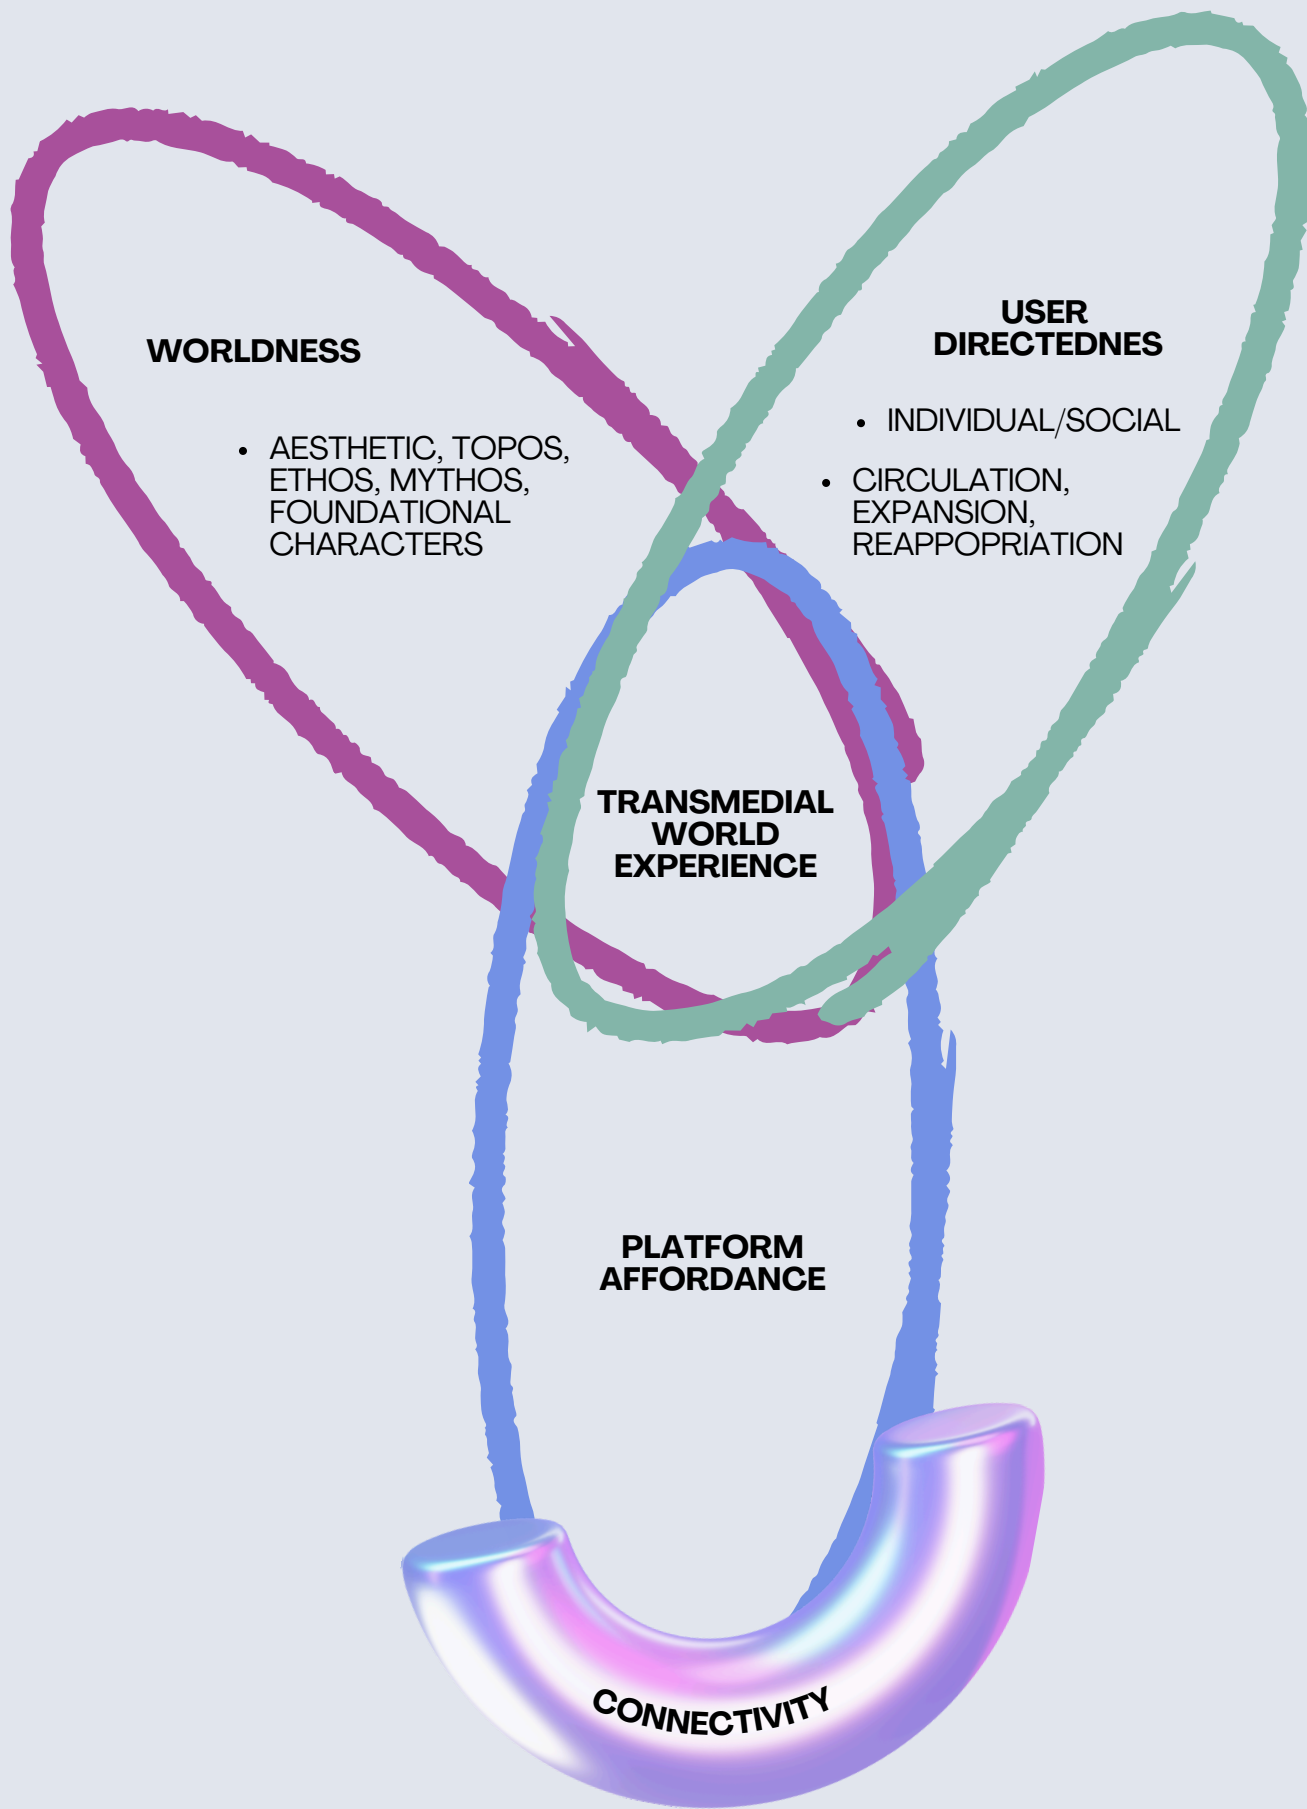 WORLDNESS
• AESTHETIC, TOPOS,
ETHOS, MYTHOS,
FOUNDATIONAL
CHARACTERS
USER
DIRECTEDNES
• INDIVIDUAL/SOCIAL
• CIRCULATION,
EXPANSION,
REAPPOPRIATION
TRANSMEDIAL
WORLD
EXPERIENCE
PLATFORM
AFFORDANCE
CONNECTIVITY